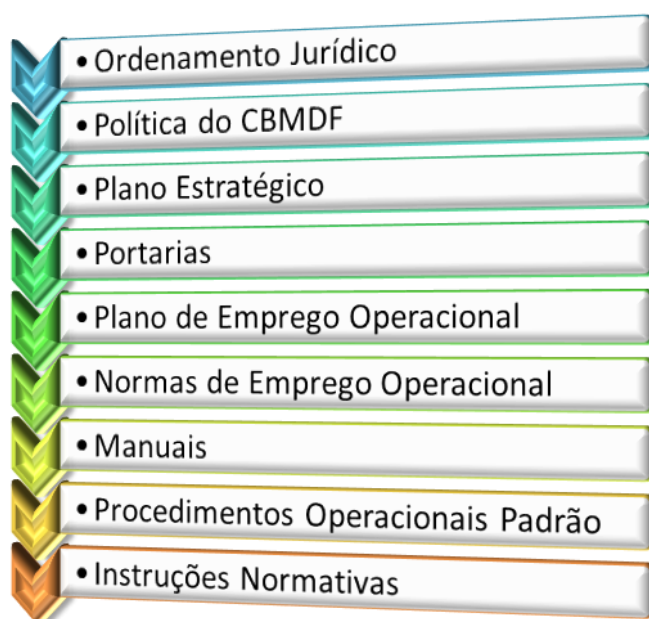 • Ordenamento Jurídico
• Política do CBMDF
• Plano Estratégico
• Portarias
• Plano de Emprego Operacional
• Normas de Emprego Operacional
• Manuais
• Procedimentos Operacionais Padrão
• Instruções Normativas